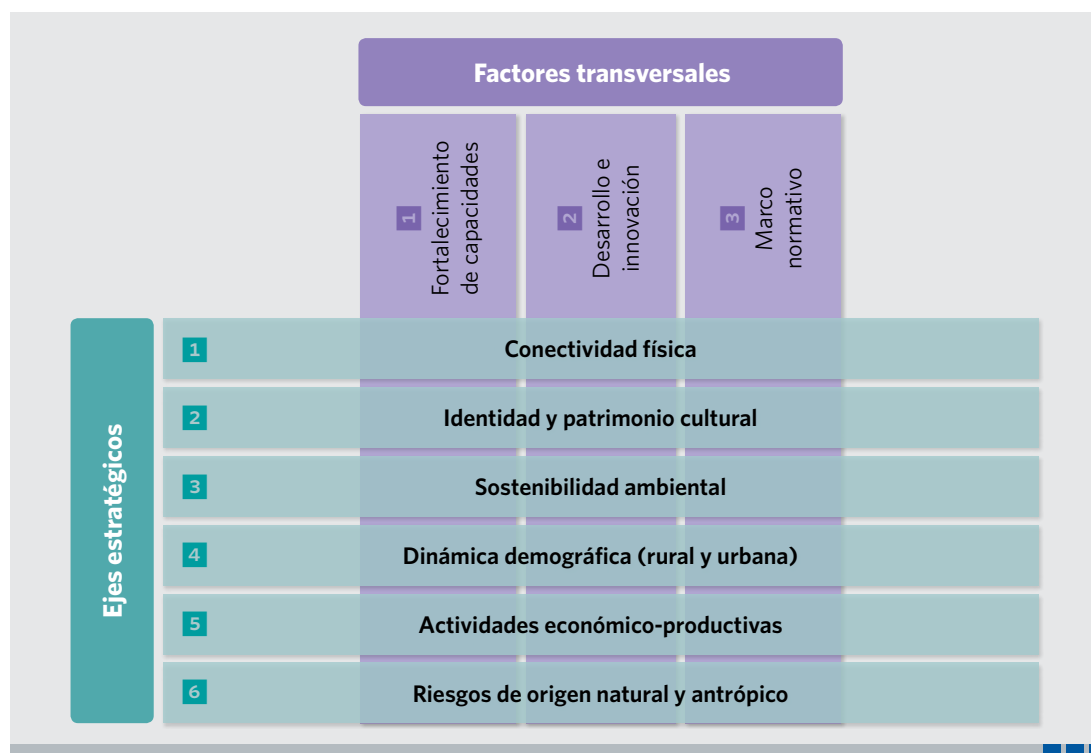 Factores transversales
1
Fortalecimiento
de capacidades
2
Desarrollo e
innovación
3
Marco
normativo
Ejes estratégicos
1
Conectividad física
2
Identidad y patrimonio cultural
3
Sostenibilidad ambiental
4
Dinámica demográfica (rural y urbana)
5
Actividades económico-productivas
6
Riesgos de origen natural y antrópico